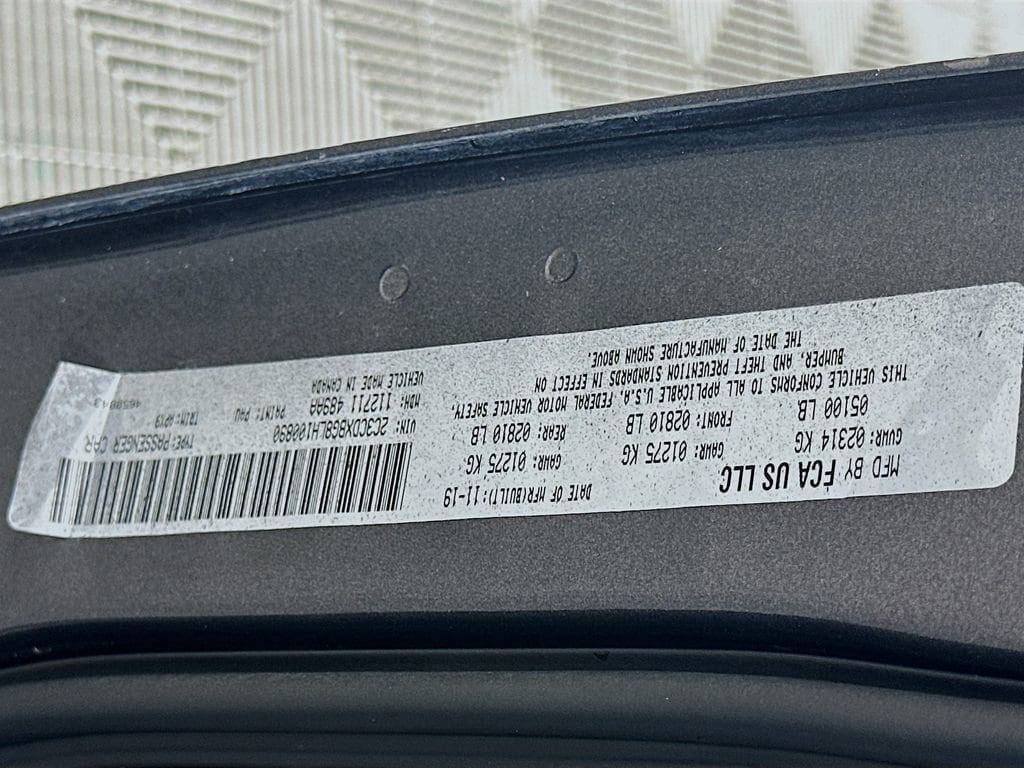 MFD BY FCA US LLC
DATE OF MFR(BUILT): 11-19
GVWR: 02314 KG
GAWR: 01275 KG
GAWR: 01275 KG
05100 LB
FRONT: 02810 LB
REAR: 02810 LB
THIS VEHICLE CONFORMS TO ALL APPLICABLE U.S.A. FEDERAL MOTOR VEHICLE SAFETY,
BUMPER, AND THEFT PREVENTION STANDARDS IN EFFECT ON
THE DATE OF MANUFACTURE SHOWN ABOVE.
VIN: 2C3CDXBG8LH100830
TYPE: PASSENGER CAR
MDH: 112711 489AA
PAINT: PAU
TRIM: APX9
VEHICLE MADE IN CANADA